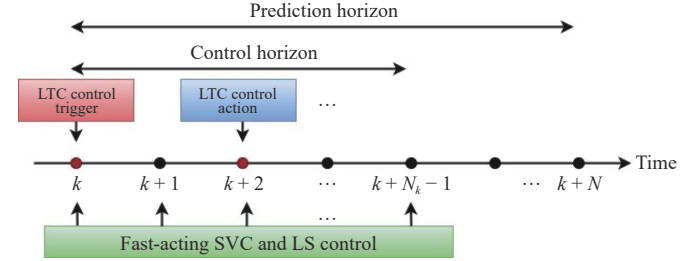 Prediction horizon
Control horizon
LTC control
trigger
LTC control
action
...
Time
k
k + 1
k + 2
...
k + Nₖ − 1
...
k + N
...
Fast-acting SVC and LS control